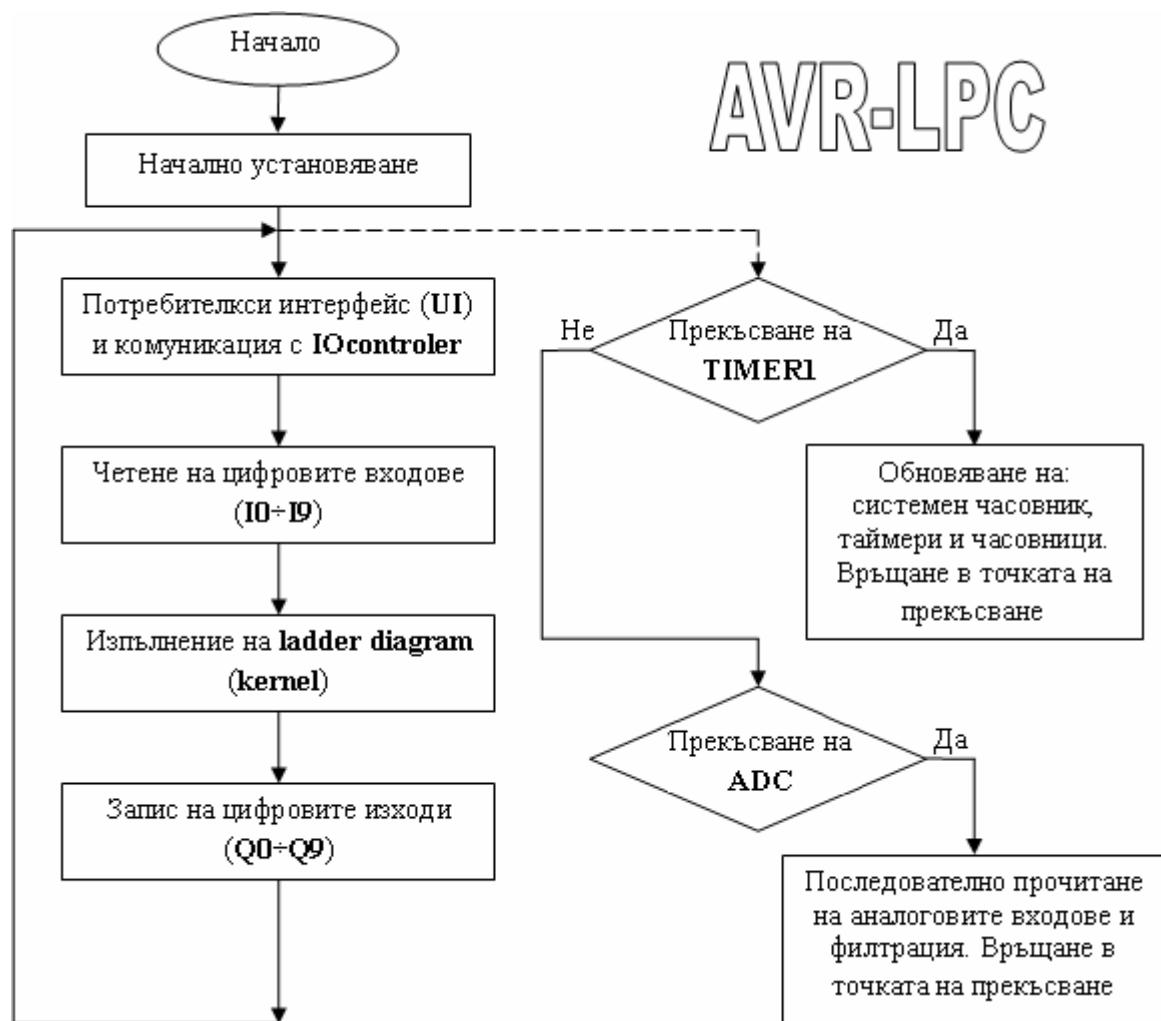 Начало
AVR-LPC
Начално установяване
Потребителкси интерфейс (UI)
и комуникация с IOcontroler
Четене на цифровите входове
(I0÷I9)
Изпълнение на ladder diagram
(kernel)
Запис на цифровите изходи
(Q0÷Q9)
Не
Прекъсване на
TIMER1
Да
Обновяване на:
системен часовник,
таймери и часовници.
Връщане в точката на
прекъсване
Прекъсване на
ADC
Да
Последователно прочитане
на аналоговите входове и
филтрация. Връщане в
точката на прекъсване